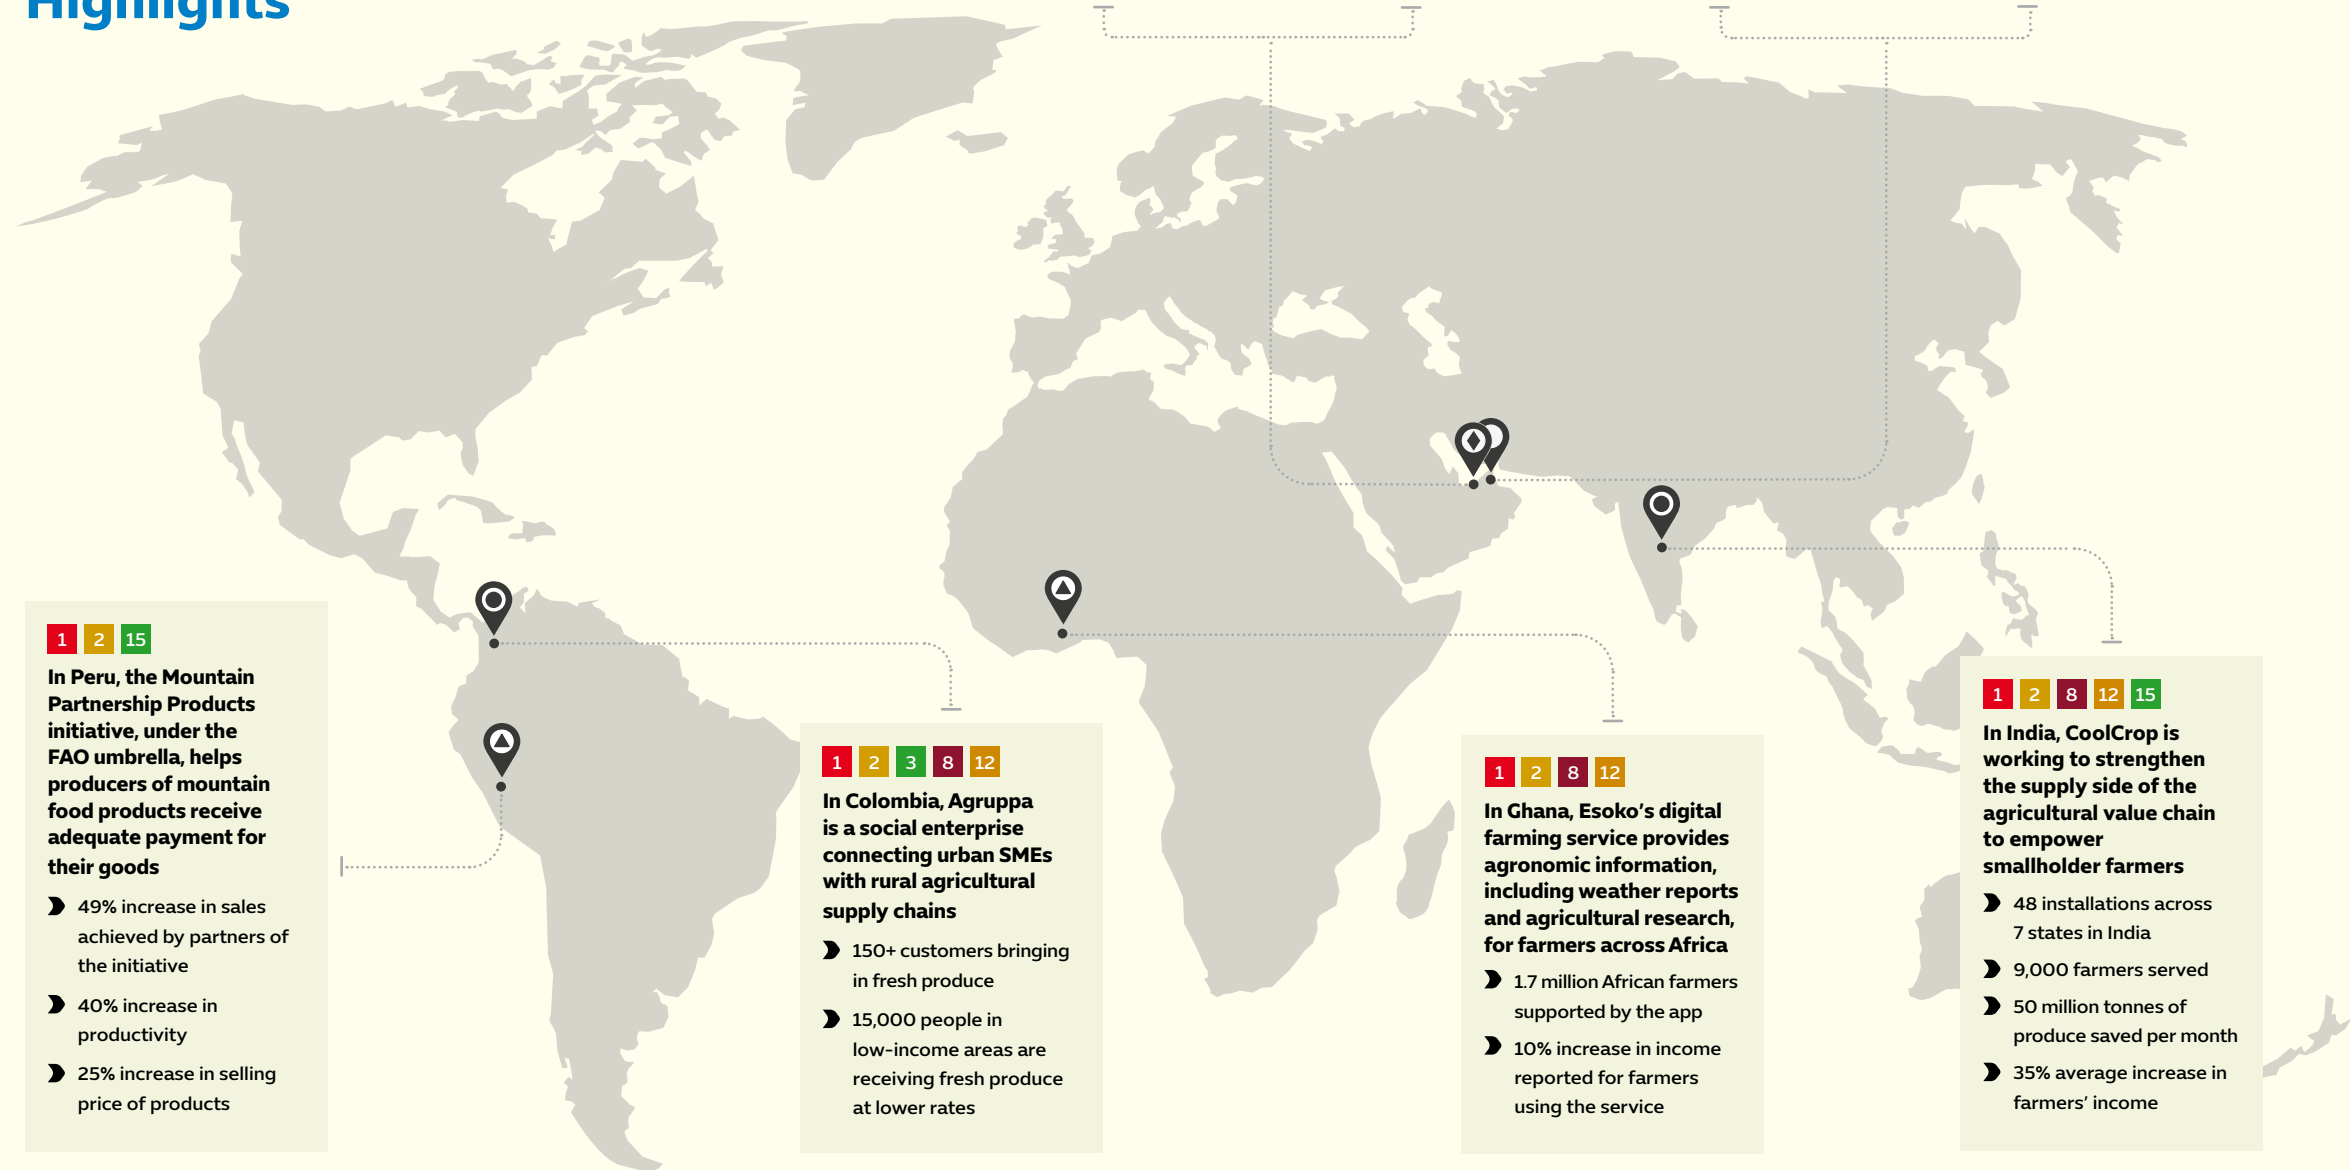 Highlights
1 2 15
In Peru, the Mountain
Partnership Products
initiative, under the
FAO umbrella, helps
producers of mountain
food products receive
adequate payment for
their goods
49% increase in sales
achieved by partners of
the initiative
40% increase in
productivity
25% increase in selling
price of products
1 2 3 8 12
In Colombia, Agruppa
is a social enterprise
connecting urban SMEs
with rural agricultural
supply chains
150+ customers bringing
in fresh produce
15,000 people in
low-income areas are
receiving fresh produce
at lower rates
1 2 8 12
In Ghana, Esoko’s digital
farming service provides
agronomic information,
including weather reports
and agricultural research,
for farmers across Africa
1.7 million African farmers
supported by the app
10% increase in income
reported for farmers
using the service
1 2 8 12 15
In India, CoolCrop is
working to strengthen
the supply side of the
agricultural value chain
to empower
smallholder farmers
48 installations across
7 states in India
9,000 farmers served
50 million tonnes of
produce saved per month
35% average increase in
farmers’ income